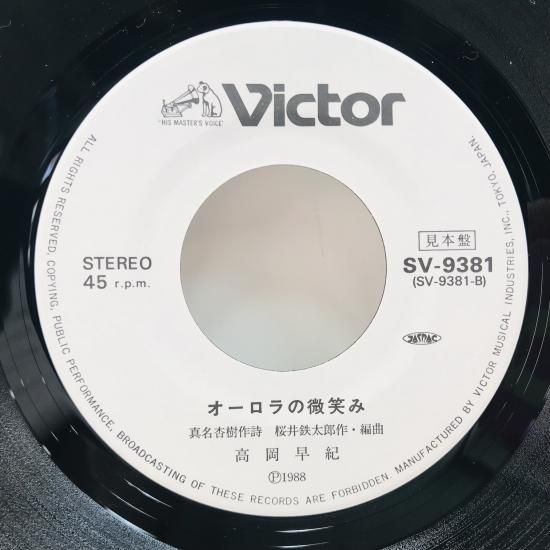 Victor
"HIS MASTER'S VOICE"
STEREO
45 r.p.m.
見本盤
SV-9381
(SV-9381-B)
JASRAC
オーロラの微笑み
真名杏樹作詩 桜井鉄太郎作・編曲
高岡早紀
Ⓟ1988
ALL RIGHTS RESERVED, COPYING, PUBLIC PERFORMANCE, BROADCASTING OF THESE RECORDS ARE FORBIDDEN. MANUFACTURED BY VICTOR MUSICAL INDUSTRIES, INC., TOKYO, JAPAN.